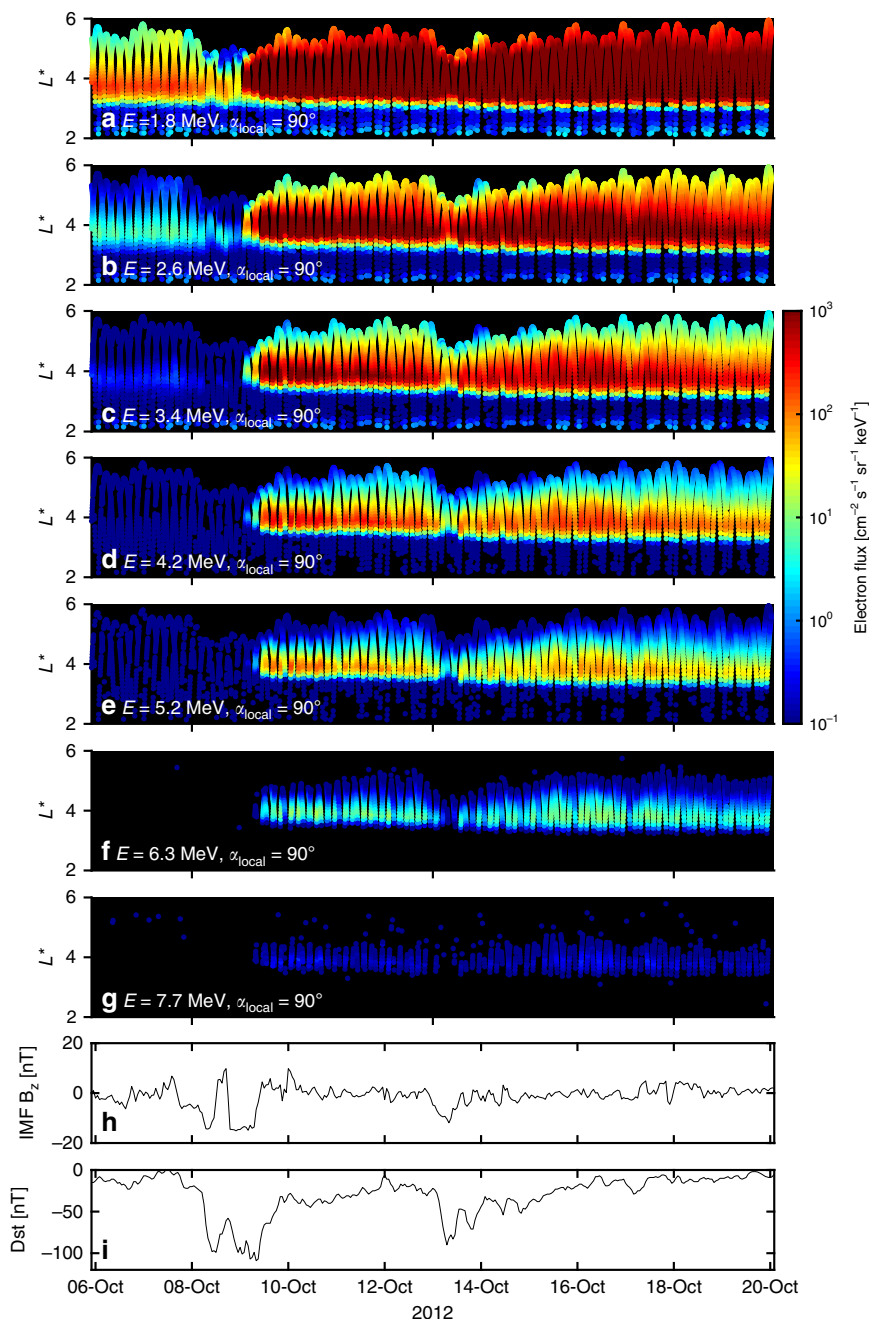 6
4
2
L*
a E =1.8 MeV, αlocal = 90°
6
4
2
L*
b E = 2.6 MeV, αlocal = 90°
6
4
2
L*
c E = 3.4 MeV, αlocal = 90°
6
4
2
L*
d E = 4.2 MeV, αlocal = 90°
6
4
2
L*
e E = 5.2 MeV, αlocal = 90°
6
4
2
L*
f E = 6.3 MeV, αlocal = 90°
6
4
2
L*
g E = 7.7 MeV, αlocal = 90°
10³
10²
10¹
10⁰
10⁻¹
Electron flux [cm⁻² s⁻¹ sr⁻¹ keV⁻¹]
20
0
−20
IMF Bz [nT]
h
0
−50
−100
Dst [nT]
i
06-Oct 08-Oct 10-Oct 12-Oct 14-Oct 16-Oct 18-Oct 20-Oct
2012